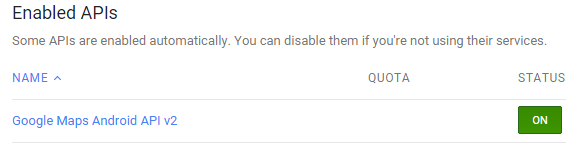 Enabled APIs
Some APIs are enabled automatically. You can disable them if you're not using their services.
NAME QUOTA STATUS
Google Maps Android API v2 ON